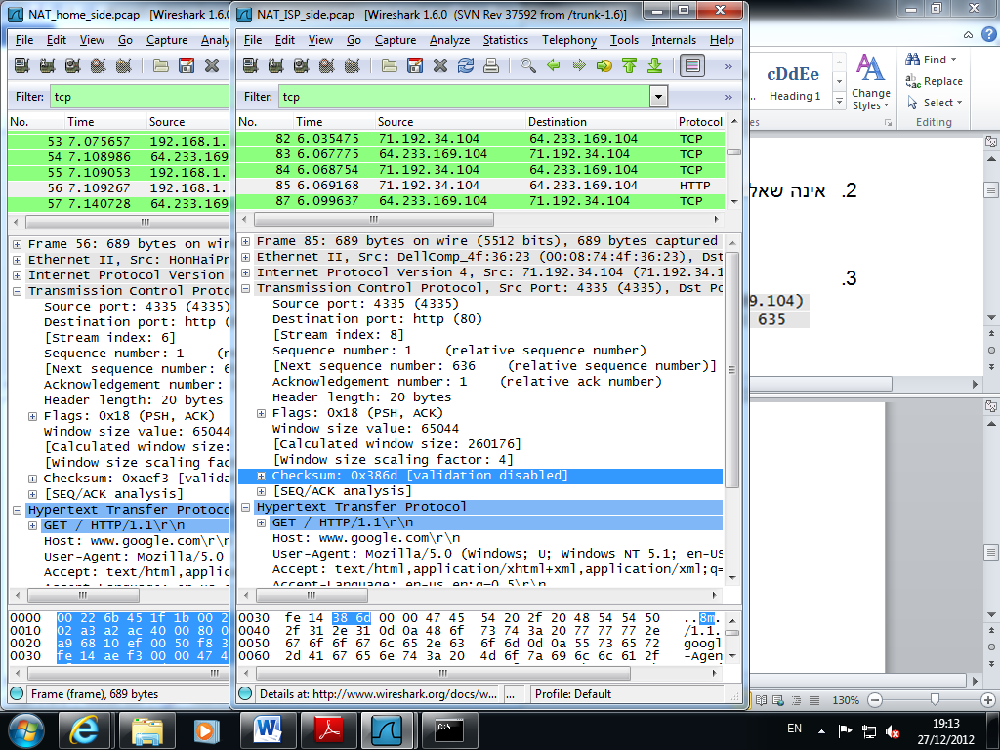 NAT_home_side.pcap [Wireshark 1.6.0
File Edit View Go Capture Analy
Filter: tcp
No. Time Source
53 7.075657 192.168.1.
54 7.108986 64.233.169
55 7.109053 192.168.1.
56 7.109267 192.168.1.
57 7.140728 64.233.169
Frame 56: 689 bytes on wir
Ethernet II, Src: HonHaiPr
Internet Protocol Version
Transmission Control Proto
Source port: 4335 (4335)
Destination port: http (
[Stream index: 6]
Sequence number: 1 (r
[Next sequence number: 6
Acknowledgement number:
Header length: 20 bytes
Flags: 0x18 (PSH, ACK)
Window size value: 65044
[Calculated window size:
[Window size scaling fac
Checksum: 0xaef3 [valida
[SEQ/ACK analysis]
Hypertext Transfer Protoco
GET / HTTP/1.1\r\n
Host: www.google.com\r\n
User-Agent: Mozilla/5.0
Accept: text/html,applic
0000 00 22 6b 45 1f 1b 00 2
0010 02 a3 a2 ac 40 00 80 0
0020 a9 68 10 ef 00 50 f8 3
0030 fe 14 ae f3 00 00 47 4
Frame (frame), 689 bytes
NAT_ISP_side.pcap [Wireshark 1.6.0 (SVN Rev 37592 from /trunk-1.6)]
File Edit View Go Capture Analyze Statistics Telephony Tools Internals Help
Filter: tcp
No. Time Source Destination Protocol
82 6.035475 71.192.34.104 64.233.169.104 TCP
83 6.067775 64.233.169.104 71.192.34.104 TCP
84 6.068754 71.192.34.104 64.233.169.104 TCP
85 6.069168 71.192.34.104 64.233.169.104 HTTP
87 6.099637 64.233.169.104 71.192.34.104 TCP
Frame 85: 689 bytes on wire (5512 bits), 689 bytes captured
Ethernet II, Src: DellComp_4f:36:23 (00:08:74:4f:36:23), Dst
Internet Protocol Version 4, Src: 71.192.34.104 (71.192.34.1
Transmission Control Protocol, Src Port: 4335 (4335), Dst Po
Source port: 4335 (4335)
Destination port: http (80)
[Stream index: 8]
Sequence number: 1 (relative sequence number)
[Next sequence number: 636 (relative sequence number)]
Acknowledgement number: 1 (relative ack number)
Header length: 20 bytes
Flags: 0x18 (PSH, ACK)
Window size value: 65044
[Calculated window size: 260176]
[Window size scaling factor: 4]
Checksum: 0x386d [validation disabled]
[SEQ/ACK analysis]
Hypertext Transfer Protocol
GET / HTTP/1.1\r\n
Host: www.google.com\r\n
User-Agent: Mozilla/5.0 (Windows; U; Windows NT 5.1; en-US
Accept: text/html,application/xhtml+xml,application/xml;q=
Accept-Language: en-us,en;q=0.5\r\n
0030 fe 14 38 6d 00 00 47 45 54 20 2f 20 48 54 54 50 ..8m.
0040 2f 31 2e 31 0d 0a 48 6f 73 74 3a 20 77 77 77 2e /1.1.
0050 67 6f 6f 67 6c 65 2e 63 6f 6d 0d 0a 55 73 65 72 googl
0060 2d 41 67 65 6e 74 3a 20 4d 6f 7a 69 6c 6c 61 2f -Agen
Details at: http://www.wireshark.org/docs/w... ... Profile: Default
cDdEe
Heading 1
Change
Styles
Find
Replace
Select
Editing
2. אינה שאל
3.
9.104)
635
130%
EN
19:13
27/12/2012